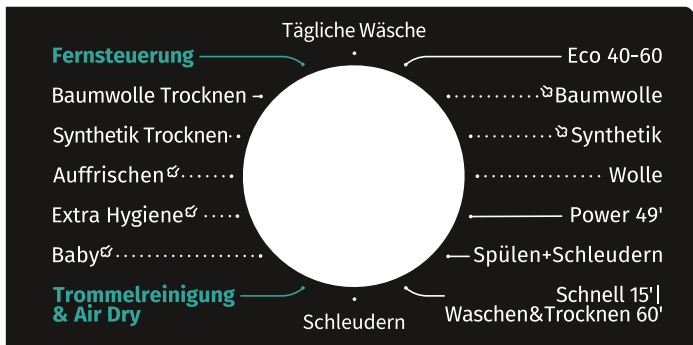 Tägliche Wäsche
Fernsteuerung
Baumwolle Trocknen
Synthetik Trocknen
Auffrischen
Extra Hygiene
Baby
Trommelreinigung
& Air Dry
Eco 40-60
Baumwolle
Synthetik
Wolle
Power 49'
Spülen+Schleudern
Schnell 15'|
Waschen&Trocknen 60'
Schleudern